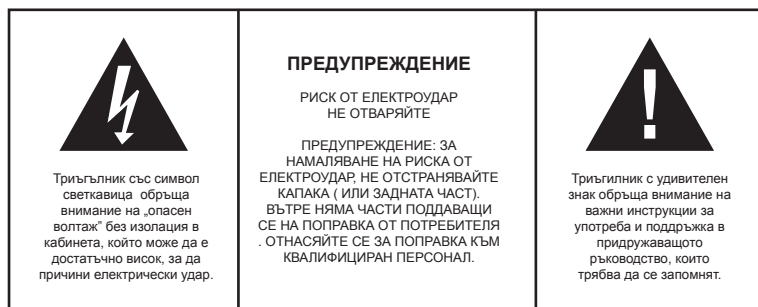 Триъгълник със символ
светкавица обръща
внимание на „опасен
волтаж” без изолация в
кабинета, който може да е
достатъчно висок, за да
причини електрически удар.
ПРЕДУПРЕЖДЕНИЕ
РИСК ОТ ЕЛЕКТРОУДАР
НЕ ОТВАРЯЙТЕ
ПРЕДУПРЕЖДЕНИЕ: ЗА
НАМАЛЯВАНЕ НА РИСКА ОТ
ЕЛЕКТРОУДАР, НЕ ОТСТРАНЯВАЙТЕ
КАПАКА ( ИЛИ ЗАДНАТА ЧАСТ).
ВЪТРЕ НЯМА ЧАСТИ ПОДДАВАЩИ
СЕ НА ПОПРАВКА ОТ ПОТРЕБИТЕЛЯ
. ОТНАСЯЙТЕ СЕ ЗА ПОПРАВКА КЪМ
КВАЛИФИЦИРАН ПЕРСОНАЛ.
!
Триъгилник с удивителен
знак обръща внимание на
важни инструкции за
употреба и поддръжка в
придружаващото
ръководство, които
трябва да се запомнят.